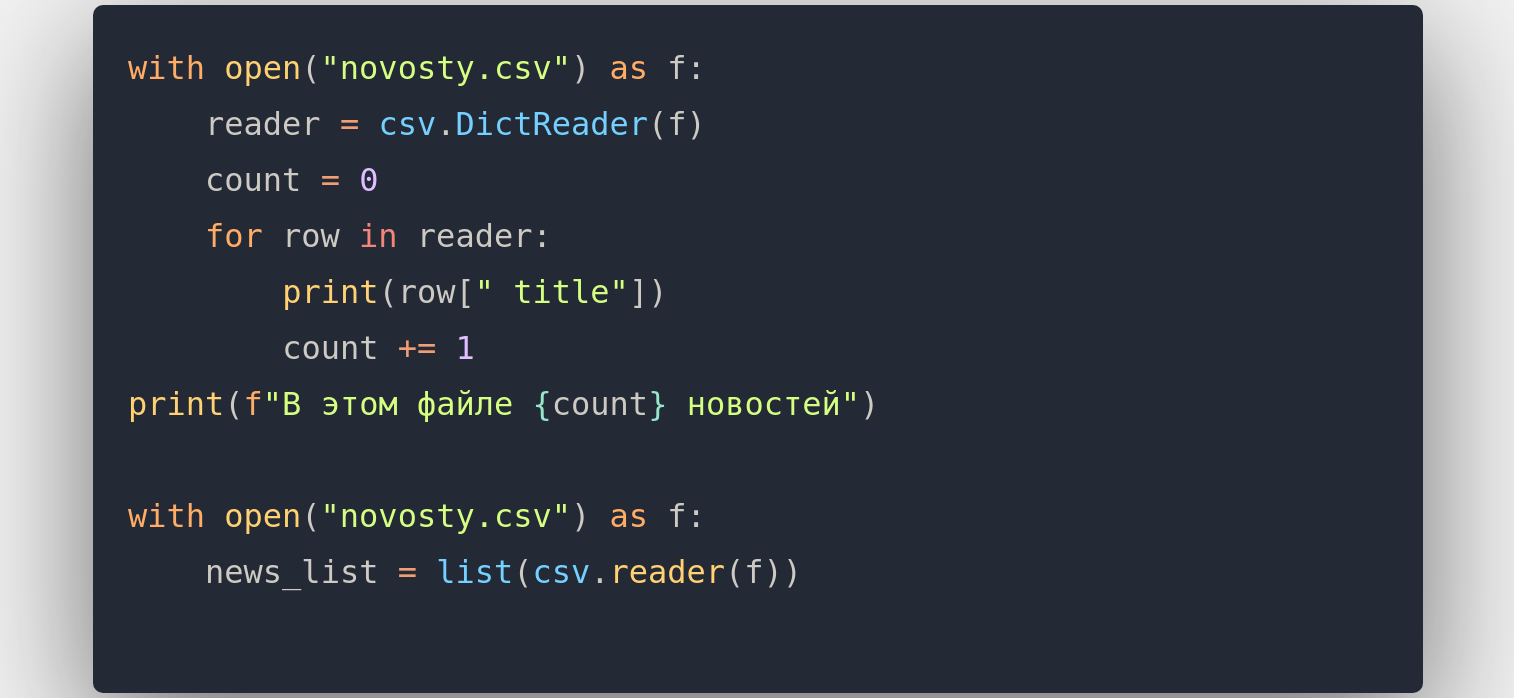 with open("novosty.csv") as f:
    reader = csv.DictReader(f)
    count = 0
    for row in reader:
        print(row[" title"])
        count += 1
print(f"В этом файле {count} новостей")

with open("novosty.csv") as f:
    news_list = list(csv.reader(f))